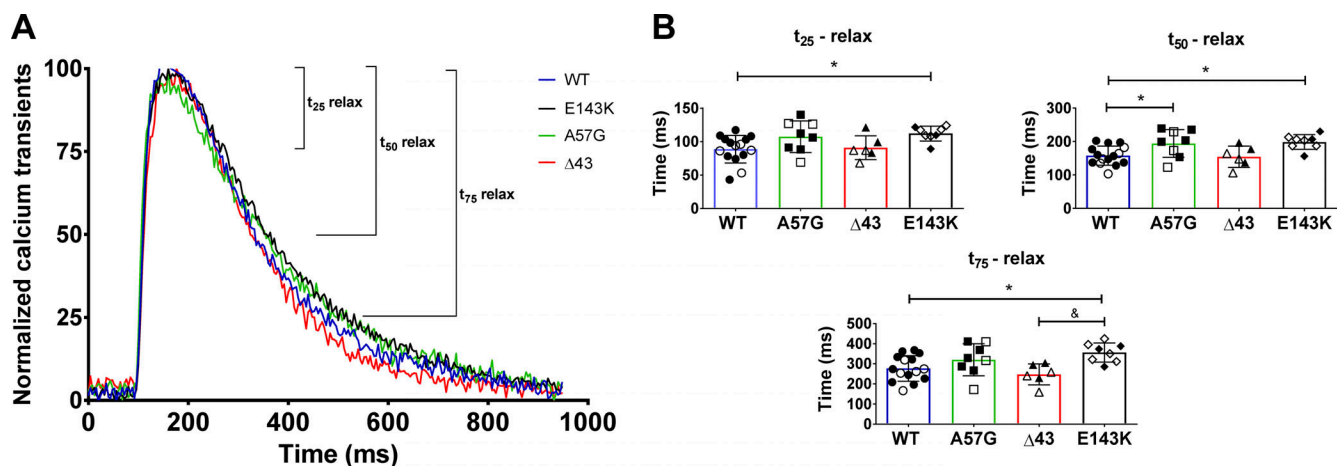 A
Normalized calcium transients
100
75
50
25
0
0
200
400
600
800
1000
Time (ms)
t25 relax
t50 relax
t75 relax
WT
E143K
A57G
Δ43
B
t25 - relax
*
Time (ms)
150
100
50
0
WT
A57G
Δ43
E143K
t50 - relax
*
*
Time (ms)
300
200
100
0
WT
A57G
Δ43
E143K
t75 - relax
*
&
Time (ms)
500
400
300
200
100
0
WT
A57G
Δ43
E143K